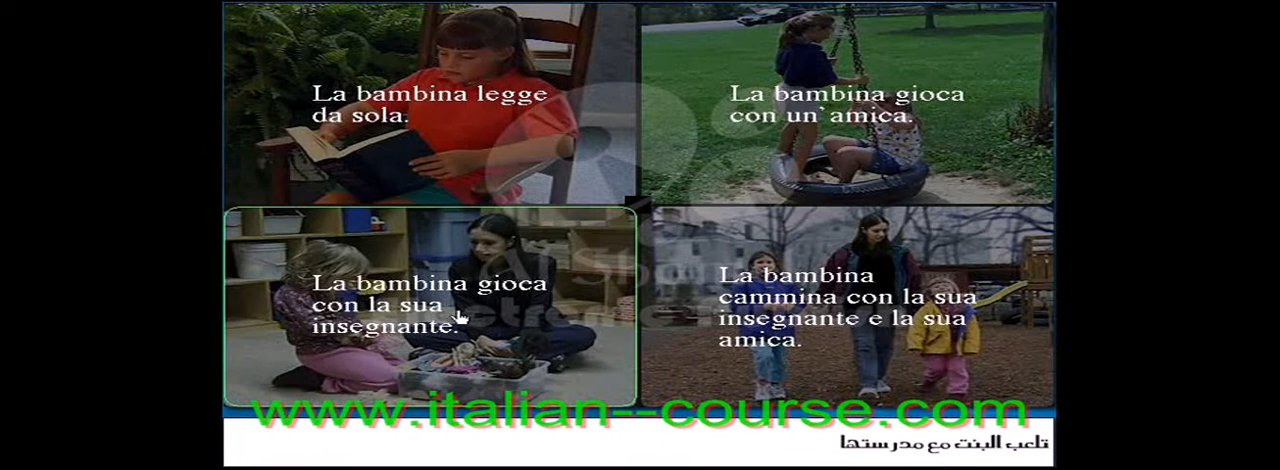 La bambina legge
da sola.
La bambina gioca
con un`amica.
La bambina gioca
con la sua
insegnante.
La bambina
cammina con la sua
insegnante e la sua
amica.
www.italian--course.com
تلعب البنت مع مدرستها